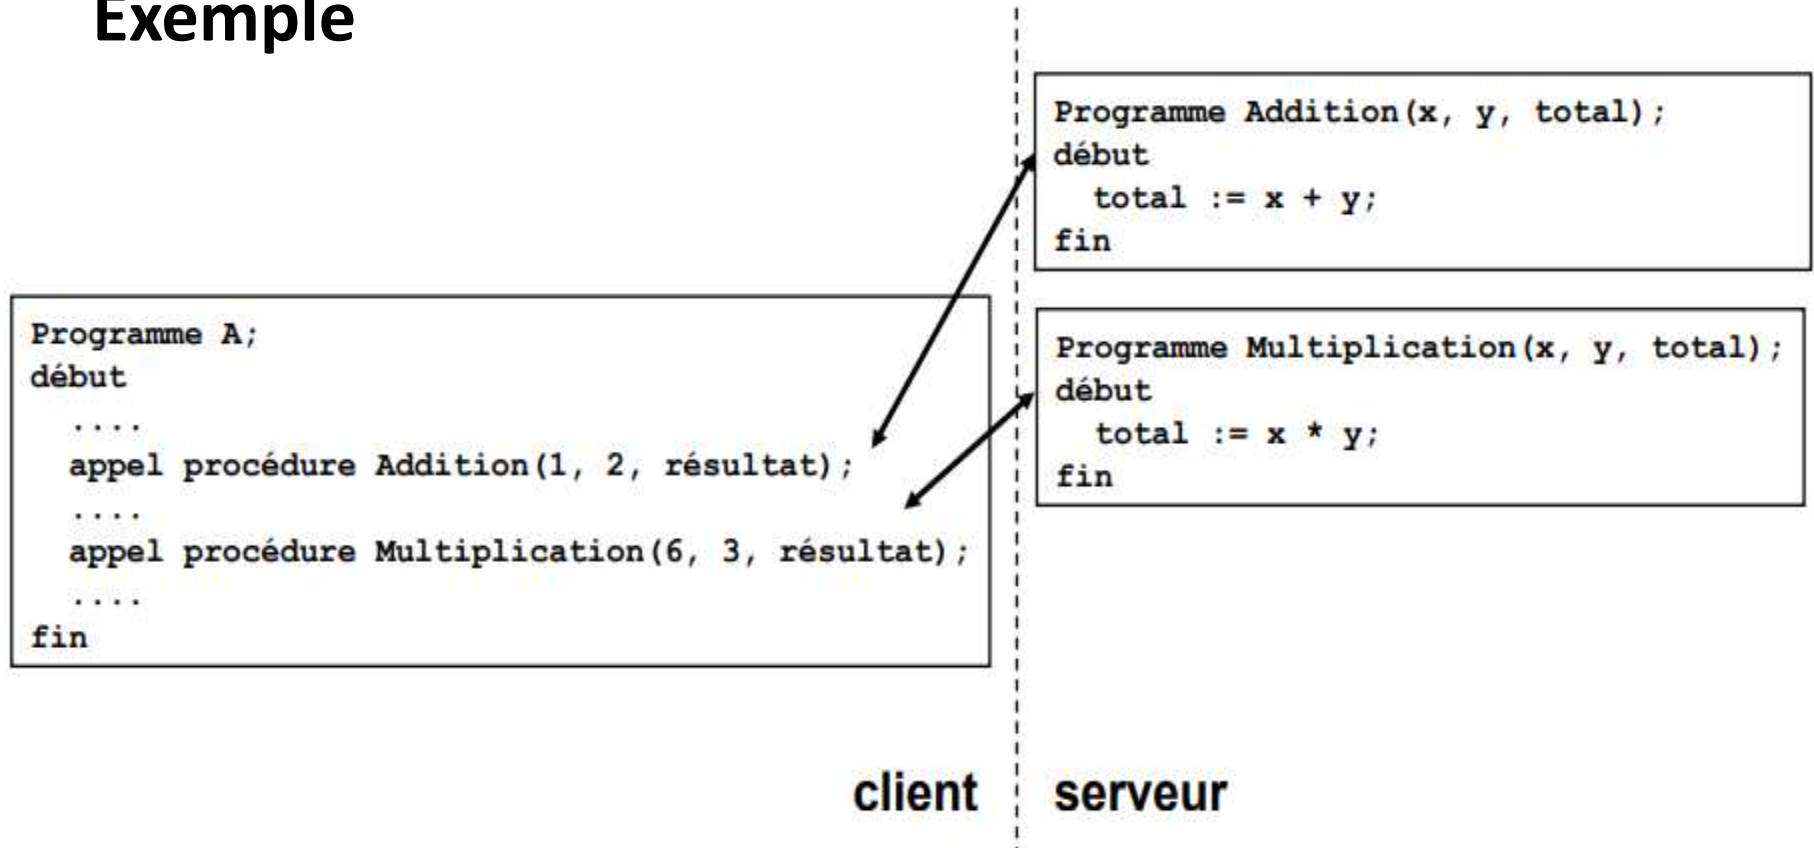 Exemple
Programme Addition(x, y, total);
début
total := x + y;
fin
Programme A;
début
....
appel procédure Addition(1, 2, résultat);
....
appel procédure Multiplication(6, 3, résultat);
....
fin
Programme Multiplication(x, y, total);
début
total := x * y;
fin
client
serveur